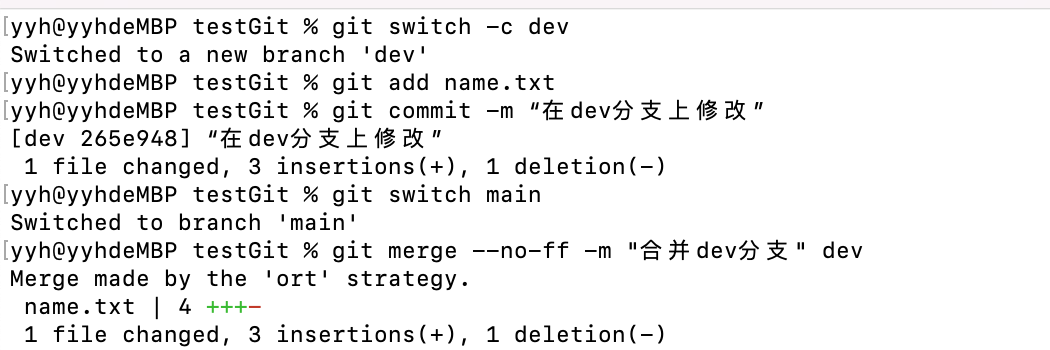 [yyh@yyhdeMBP testGit % git switch -c dev
Switched to a new branch 'dev'
[yyh@yyhdeMBP testGit % git add name.txt
[yyh@yyhdeMBP testGit % git commit -m “在dev分支上修改”
[dev 265e948] “在dev分支上修改”
1 file changed, 3 insertions(+), 1 deletion(-)
[yyh@yyhdeMBP testGit % git switch main
Switched to branch 'main'
[yyh@yyhdeMBP testGit % git merge --no-ff -m "合并dev分支" dev
Merge made by the 'ort' strategy.
name.txt | 4 +++-
1 file changed, 3 insertions(+), 1 deletion(-)